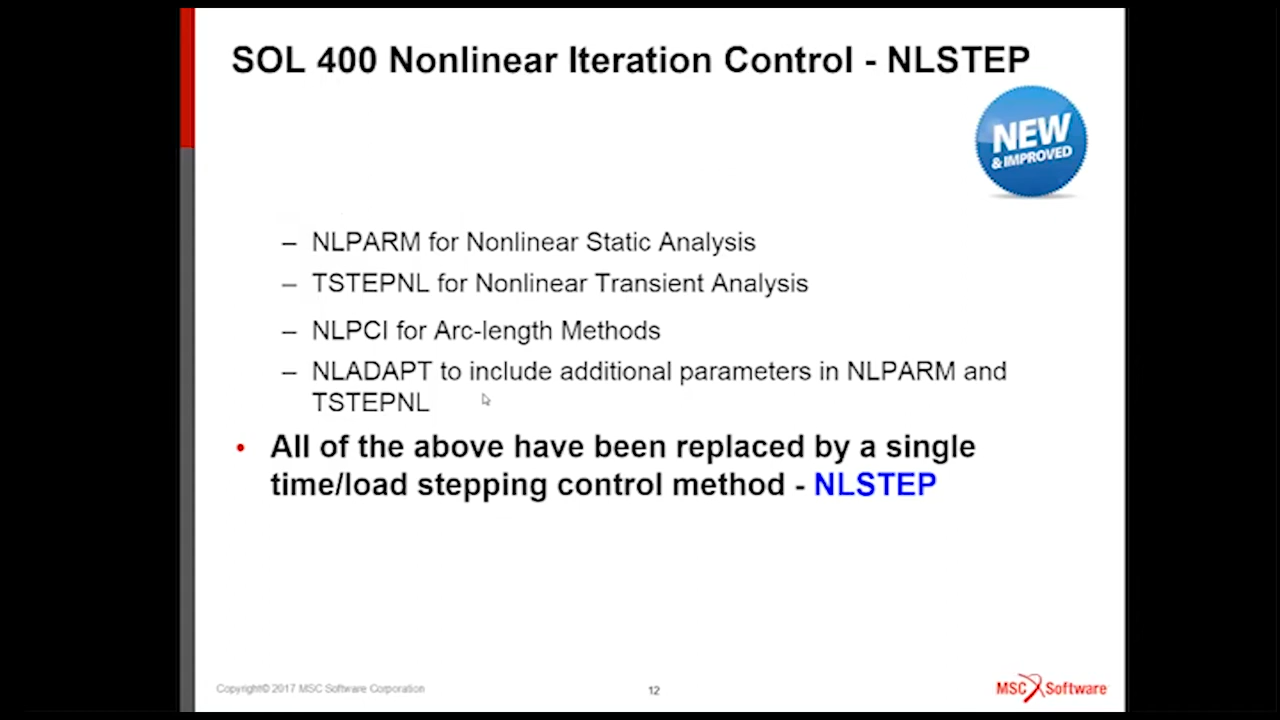 SOL 400 Nonlinear Iteration Control - NLSTEP
NEW
& IMPROVED
– NLPARM for Nonlinear Static Analysis
– TSTEPNL for Nonlinear Transient Analysis
– NLPCI for Arc-length Methods
– NLADAPT to include additional parameters in NLPARM and
TSTEPNL
• All of the above have been replaced by a single
time/load stepping control method - NLSTEP
Copyright© 2017 MSC Software Corporation
12
MSC Software